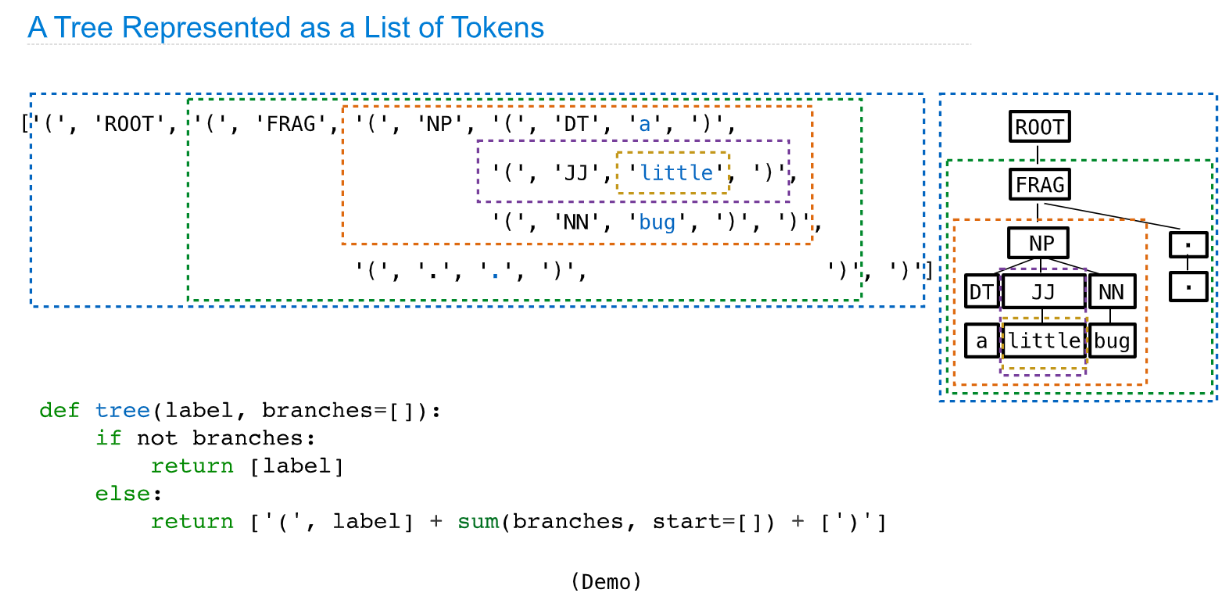 A Tree Represented as a List of Tokens
['(', 'ROOT', '(', 'FRAG', '(', 'NP', '(', 'DT', 'a', ')',
'(', 'JJ', 'little', ')',
'(', 'NN', 'bug', ')', ')',
'(', '.', '.', ')', ')', ')']
ROOT
FRAG
NP .
DT JJ NN .
a little bug
def tree(label, branches=[]):
if not branches:
return [label]
else:
return ['(', label] + sum(branches, start=[]) + [')']
(Demo)